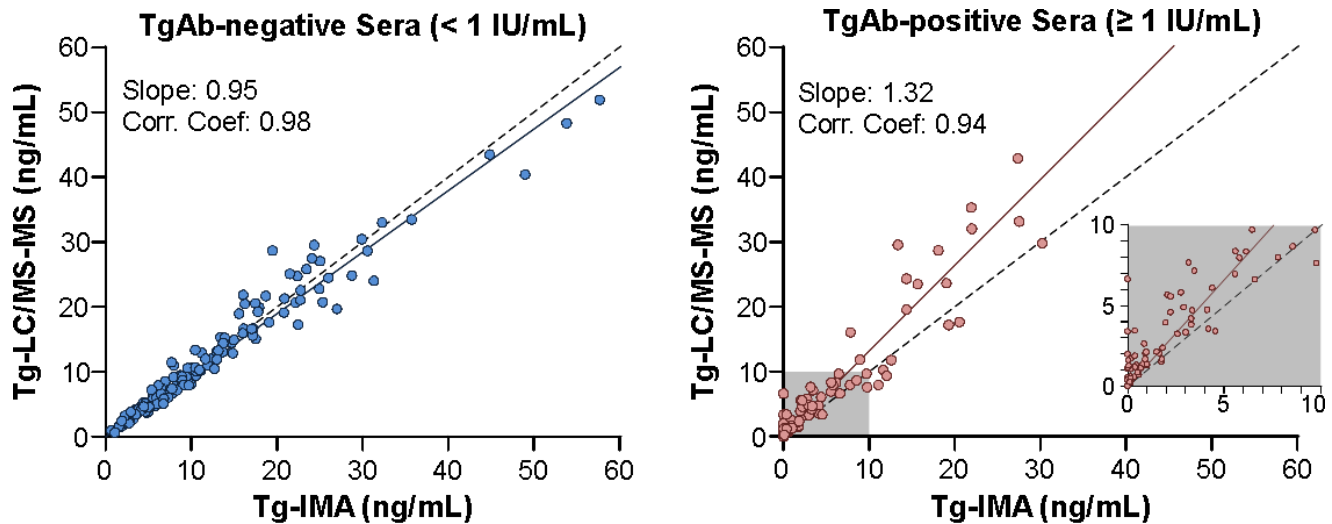 TgAb-negative Sera (< 1 IU/mL)
60
50
40
30
20
10
0
Tg-LC/MS-MS (ng/mL)
Slope: 0.95
Corr. Coef: 0.98
0 10 20 30 40 50 60
Tg-IMA (ng/mL)
TgAb-positive Sera (≥ 1 IU/mL)
60
50
40
30
20
10
0
Tg-LC/MS-MS (ng/mL)
Slope: 1.32
Corr. Coef: 0.94
10
5
0
0 5 10
0 10 20 30 40 50 60
Tg-IMA (ng/mL)